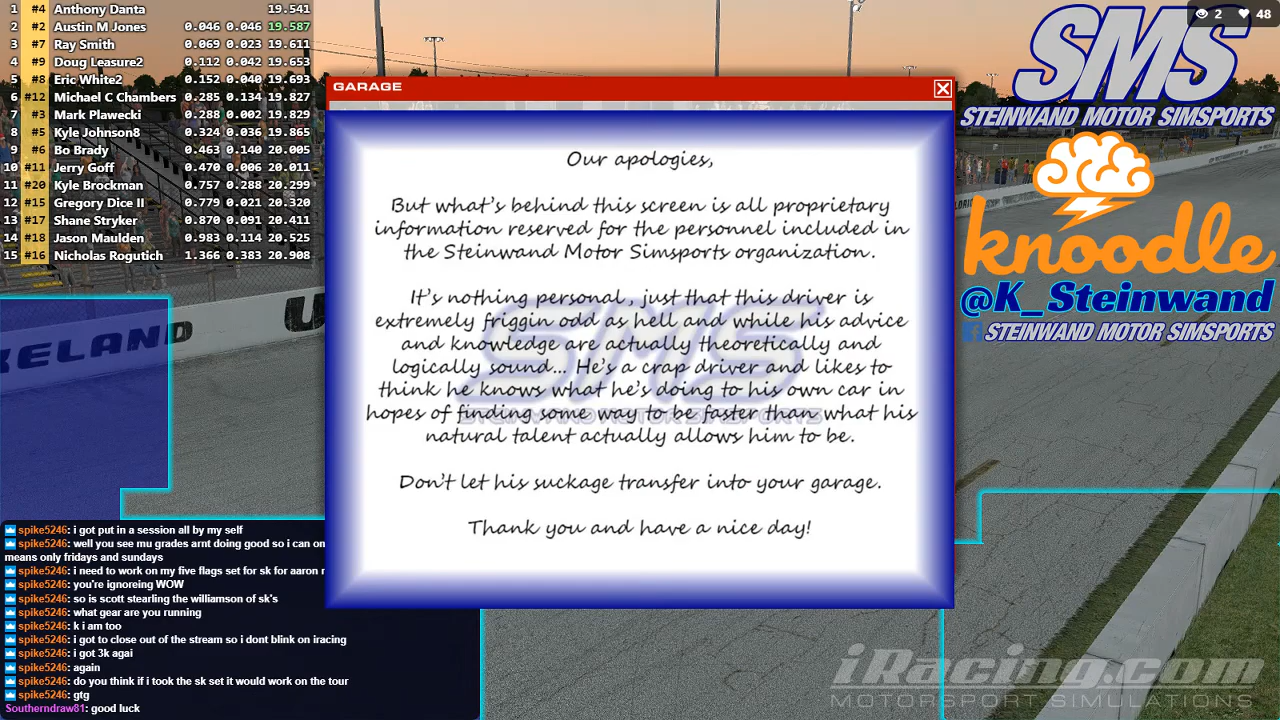 1 #4 Anthony Danta 19.541
2 #2 Austin M Jones 0.046 0.046 19.587
3 #7 Ray Smith 0.069 0.023 19.611
4 #9 Doug Leasure2 0.112 0.042 19.653
5 #8 Eric White2 0.152 0.040 19.693
6 #12 Michael C Chambers 0.285 0.134 19.827
7 #3 Mark Plawecki 0.288 0.002 19.829
8 #5 Kyle Johnson8 0.324 0.036 19.865
9 #6 Bo Brady 0.463 0.140 20.005
10 #11 Jerry Goff 0.470 0.006 20.011
11 #20 Kyle Brockman 0.757 0.288 20.299
12 #15 Gregory Dice II 0.779 0.021 20.320
13 #17 Shane Stryker 0.870 0.091 20.411
14 #18 Jason Maulden 0.983 0.114 20.525
15 #16 Nicholas Rogutich 1.366 0.383 20.908
GARAGE
Our apologies,
But what's behind this screen is all proprietary
information reserved for the personnel included in
the Steinwand Motor Simsports organization.
It's nothing personal, just that this driver is
extremely friggin odd as hell and while his advice
and knowledge are actually theoretically and
logically sound... He's a crap driver and likes to
think he knows what he's doing to his own car in
hopes of finding some way to be faster than what his
natural talent actually allows him to be.
Don't let his suckage transfer into your garage.
Thank you and have a nice day!
SMS
STEINWAND MOTOR SIMSPORTS
2 48
SMS
STEINWAND MOTOR SIMSPORTS
knoodle
@K_Steinwand
STEINWAND MOTOR SIMSPORTS
KELAND
spike5246: i got put in a session all by my self
spike5246: well you see mu grades arnt doing good so i can on
means only fridays and sundays
spike5246: i need to work on my five flags set for sk for aaron
spike5246: you're ignoreing WOW
spike5246: so is scott stearling the williamson of sk's
spike5246: what gear are you running
spike5246: k i am too
spike5246: i got to close out of the stream so i dont blink on iracing
spike5246: i got 3k agai
spike5246: again
spike5246: do you think if i took the sk set it would work on the tour
spike5246: gtg
Southerndraw81: good luck
iRacing.com
MOTORSPORT SIMULATIONS